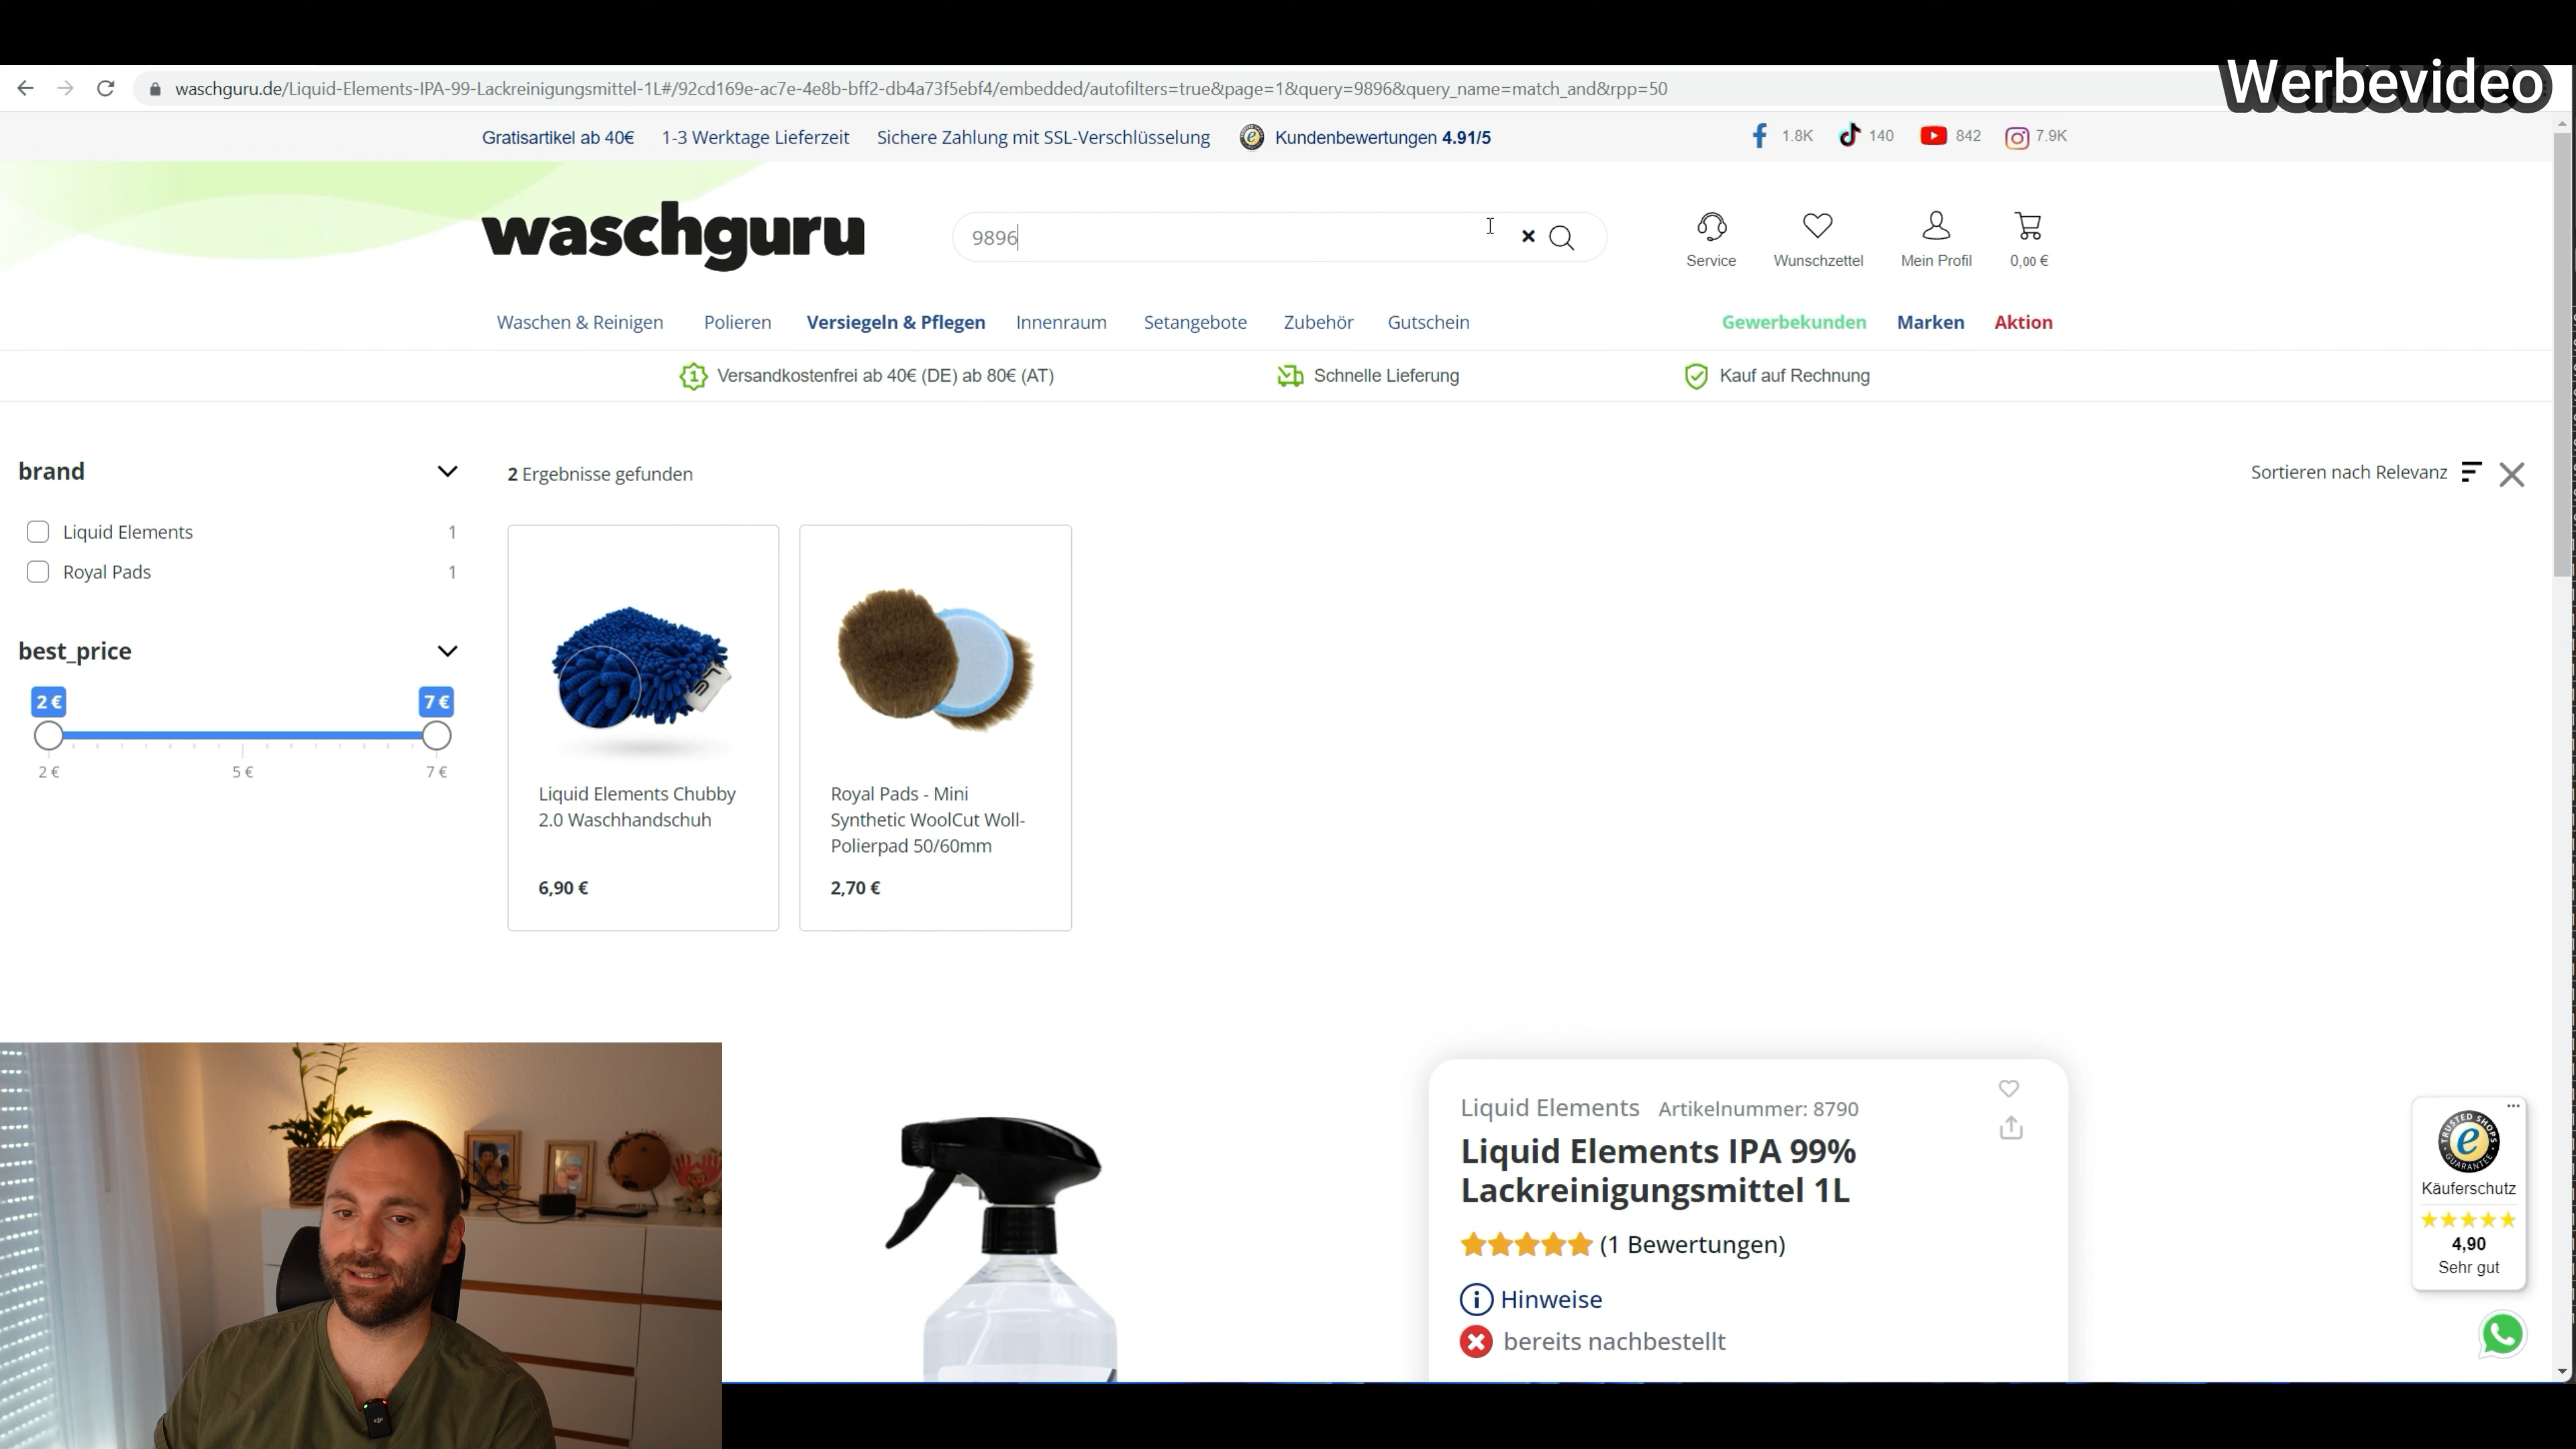 Werbevideo
waschguru.de/Liquid-Elements-IPA-99-Lackreinigungsmittel-1L#/92cd169e-ac7e-4e8b-bff2-db4a73f5ebf4/embedded/autofilters=true&page=1&query=9896&query_name=match_and&rpp=50
Gratisartikel ab 40€ 1-3 Werktage Lieferzeit Sichere Zahlung mit SSL-Verschlüsselung Kundenbewertungen 4.91/5 1.8K 140 842 7.9K
waschguru
9896
Service Wunschzettel Mein Profil 0,00 €
Waschen & Reinigen Polieren Versiegeln & Pflegen Innenraum Setangebote Zubehör Gutschein Gewerbekunden Marken Aktion
Versandkostenfrei ab 40€ (DE) ab 80€ (AT) Schnelle Lieferung Kauf auf Rechnung
brand
2 Ergebnisse gefunden
Sortieren nach Relevanz
Liquid Elements 1
Royal Pads 1
best_price
2 € 7 €
2 € 5 € 7 €
Liquid Elements Chubby
2.0 Waschhandschuh
6,90 €
Royal Pads - Mini
Synthetic WoolCut Woll-
Polierpad 50/60mm
2,70 €
Liquid Elements Artikelnummer: 8790
Liquid Elements IPA 99%
Lackreinigungsmittel 1L
(1 Bewertungen)
Hinweise
bereits nachbestellt
TRUSTED SHOPS
GUARANTEE
Käuferschutz
4,90
Sehr gut